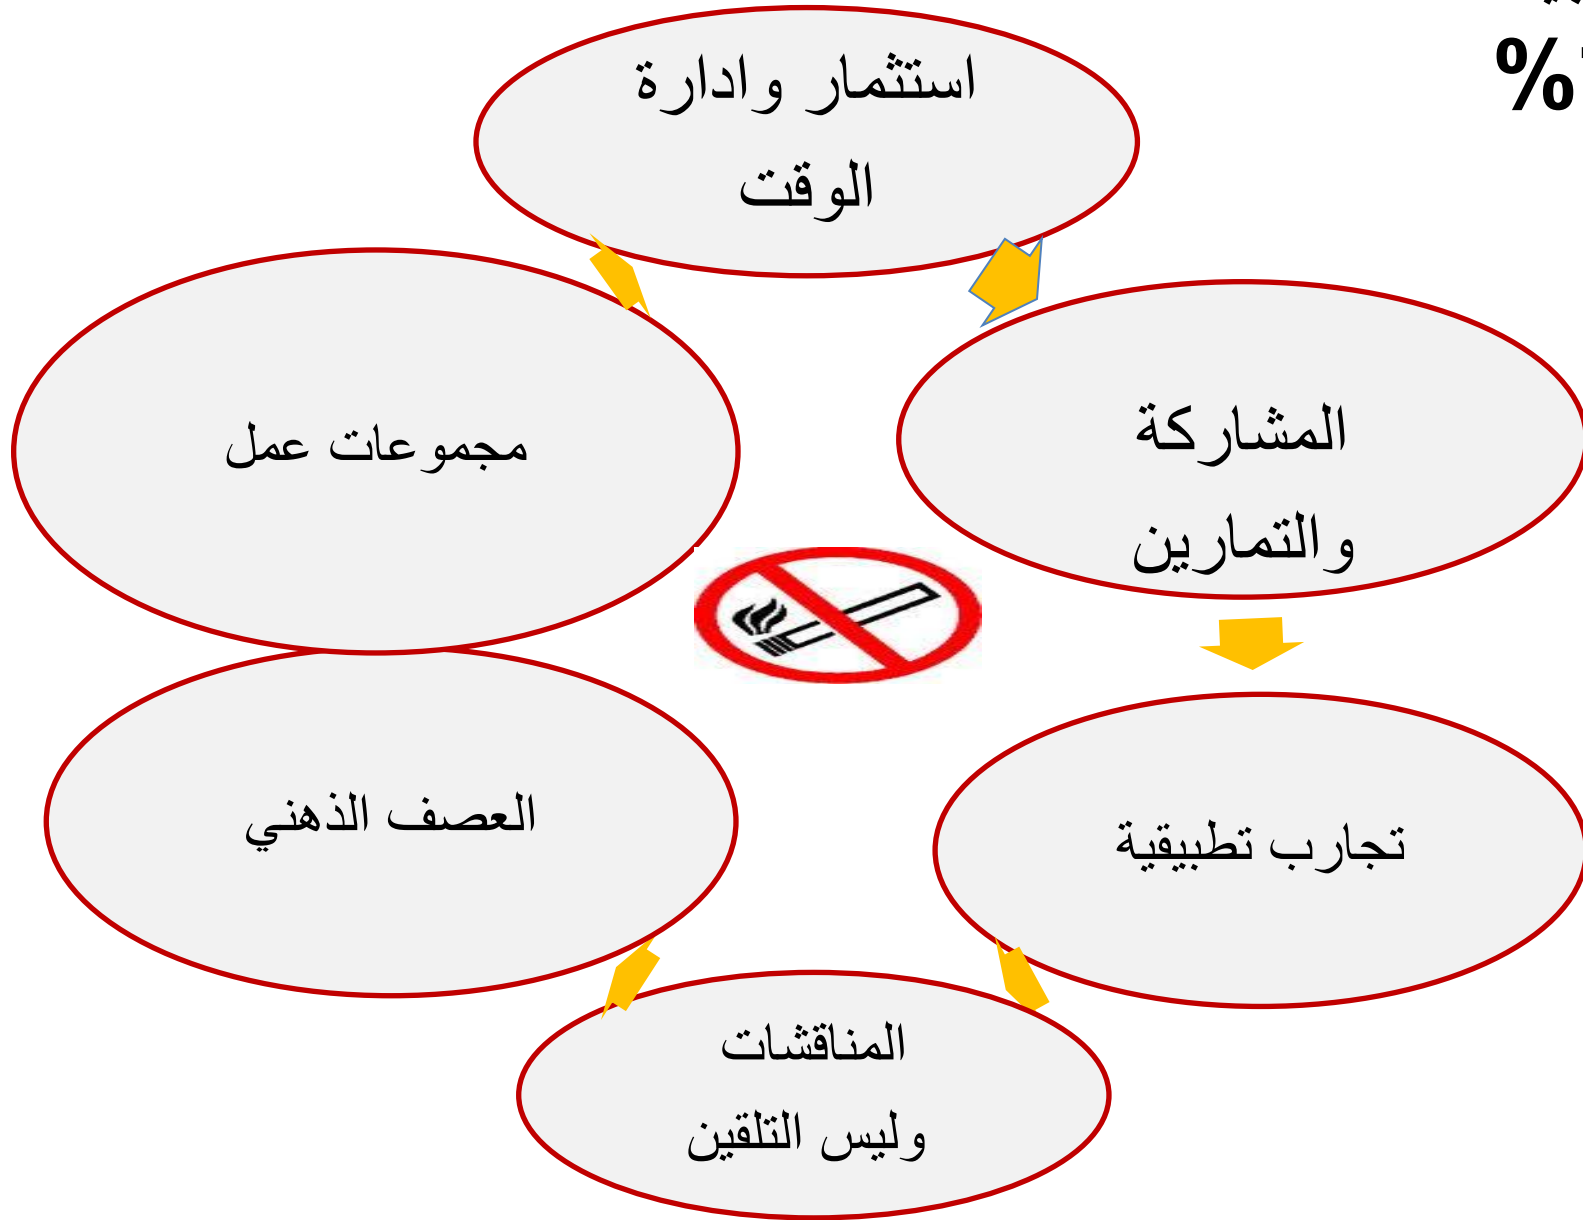 %
استثمار وادارة
الوقت
المشاركة
والتمارين
مجموعات عمل
تجارب تطبيقية
العصف الذهني
المناقشات
وليس التلقين